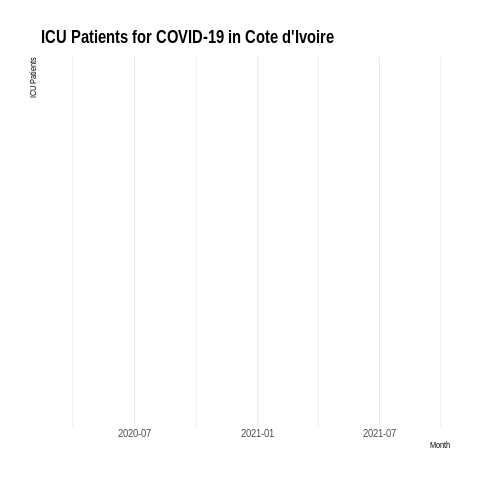 ICU Patients for COVID-19 in Cote d'Ivoire
ICU Patients
2020-07 2021-01 2021-07
Month